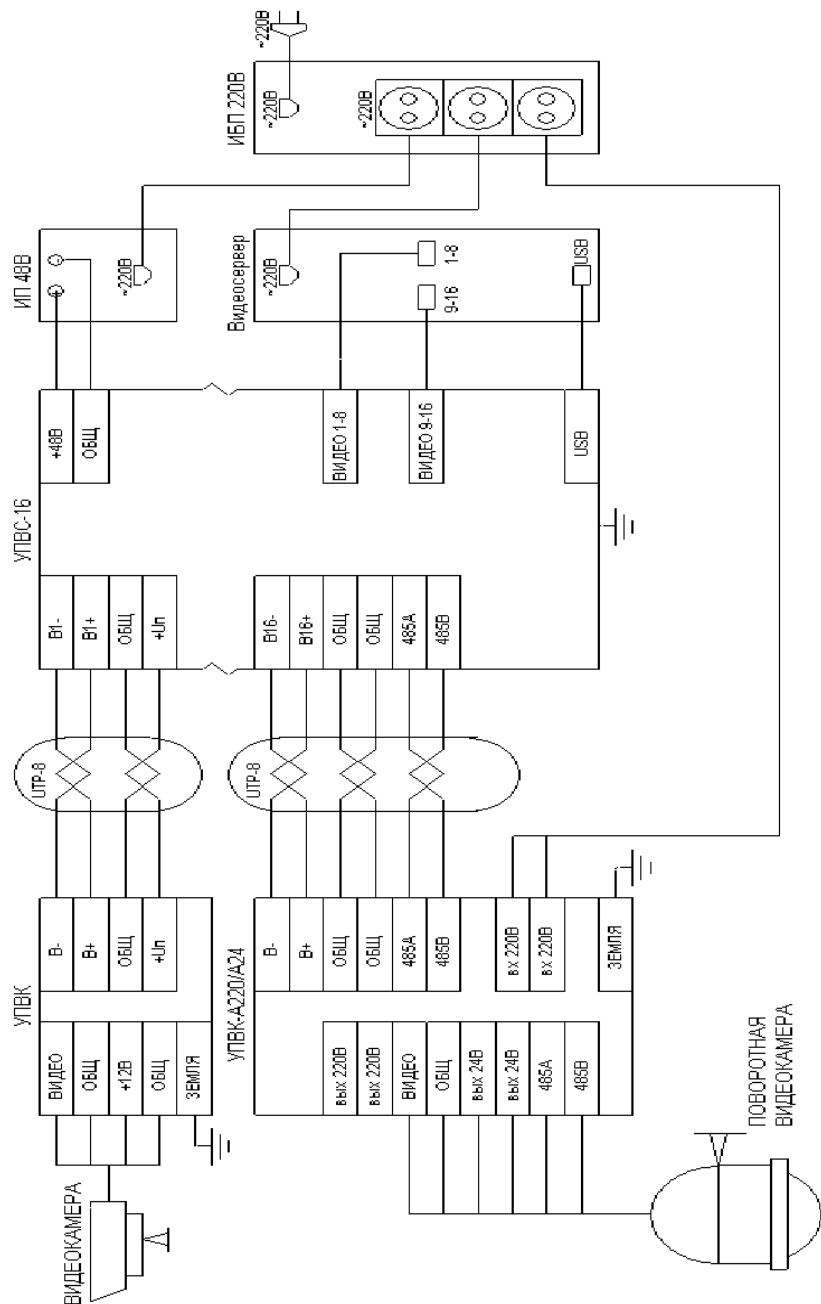 ВИДЕОКАМЕРА
УПВК
ВИДЕО
ОБЩ
+12В
ОБЩ
ЗЕМЛЯ
В-
В+
ОБЩ
+Uп
UTP-8
УПВС-16
В1-
В1+
ОБЩ
+Uп
+48В
ОБЩ
ИП 48В
~220В
УПВК-А220/А24
вых 220В
вых 220В
ВИДЕО
ОБЩ
вых 24В
вых 24В
485А
485В
В-
В+
ОБЩ
ОБЩ
485А
485В
вх 220В
вх 220В
ЗЕМЛЯ
UTP-8
В16-
В16+
ОБЩ
ОБЩ
485А
485В
ВИДЕО 1-8
ВИДЕО 9-16
USB
Видеосервер
~220В
9-16
1-8
USB
ИБП 220В
~220В
~220В
~220В
ПОВОРОТНАЯ
ВИДЕОКАМЕРА